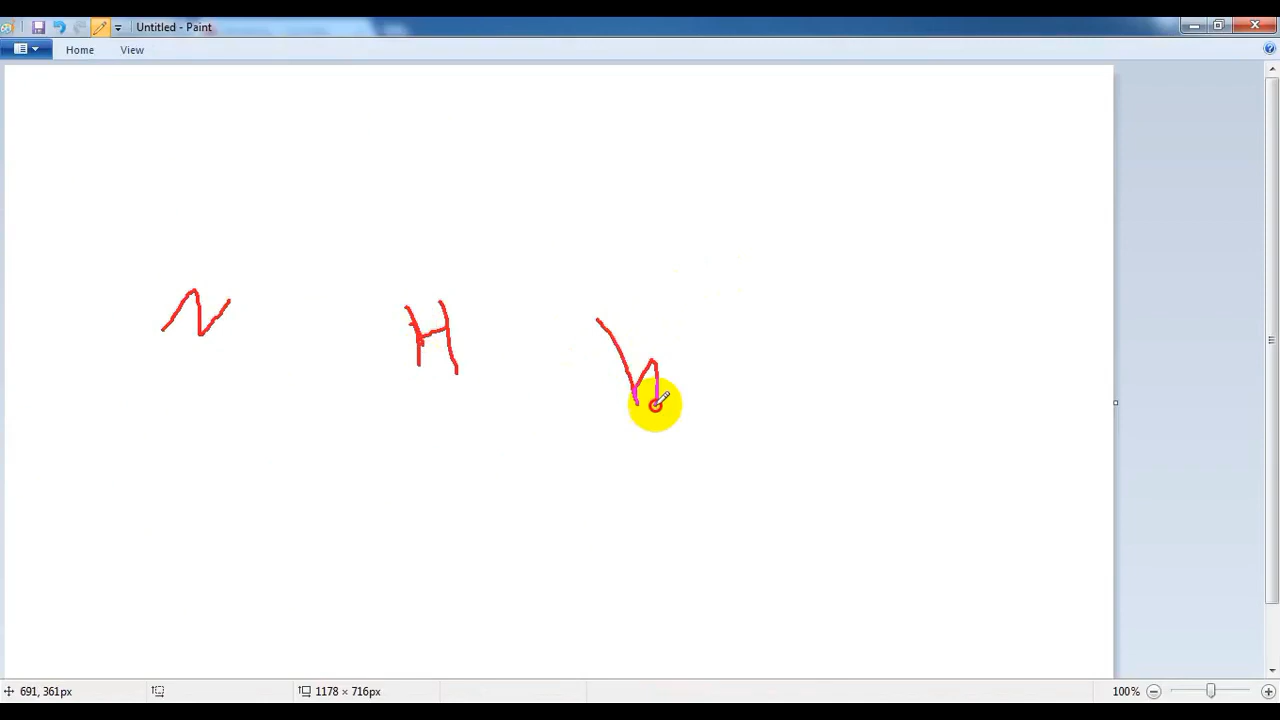 Untitled - Paint
Home View
N H
691, 361px 1178 × 716px 100%